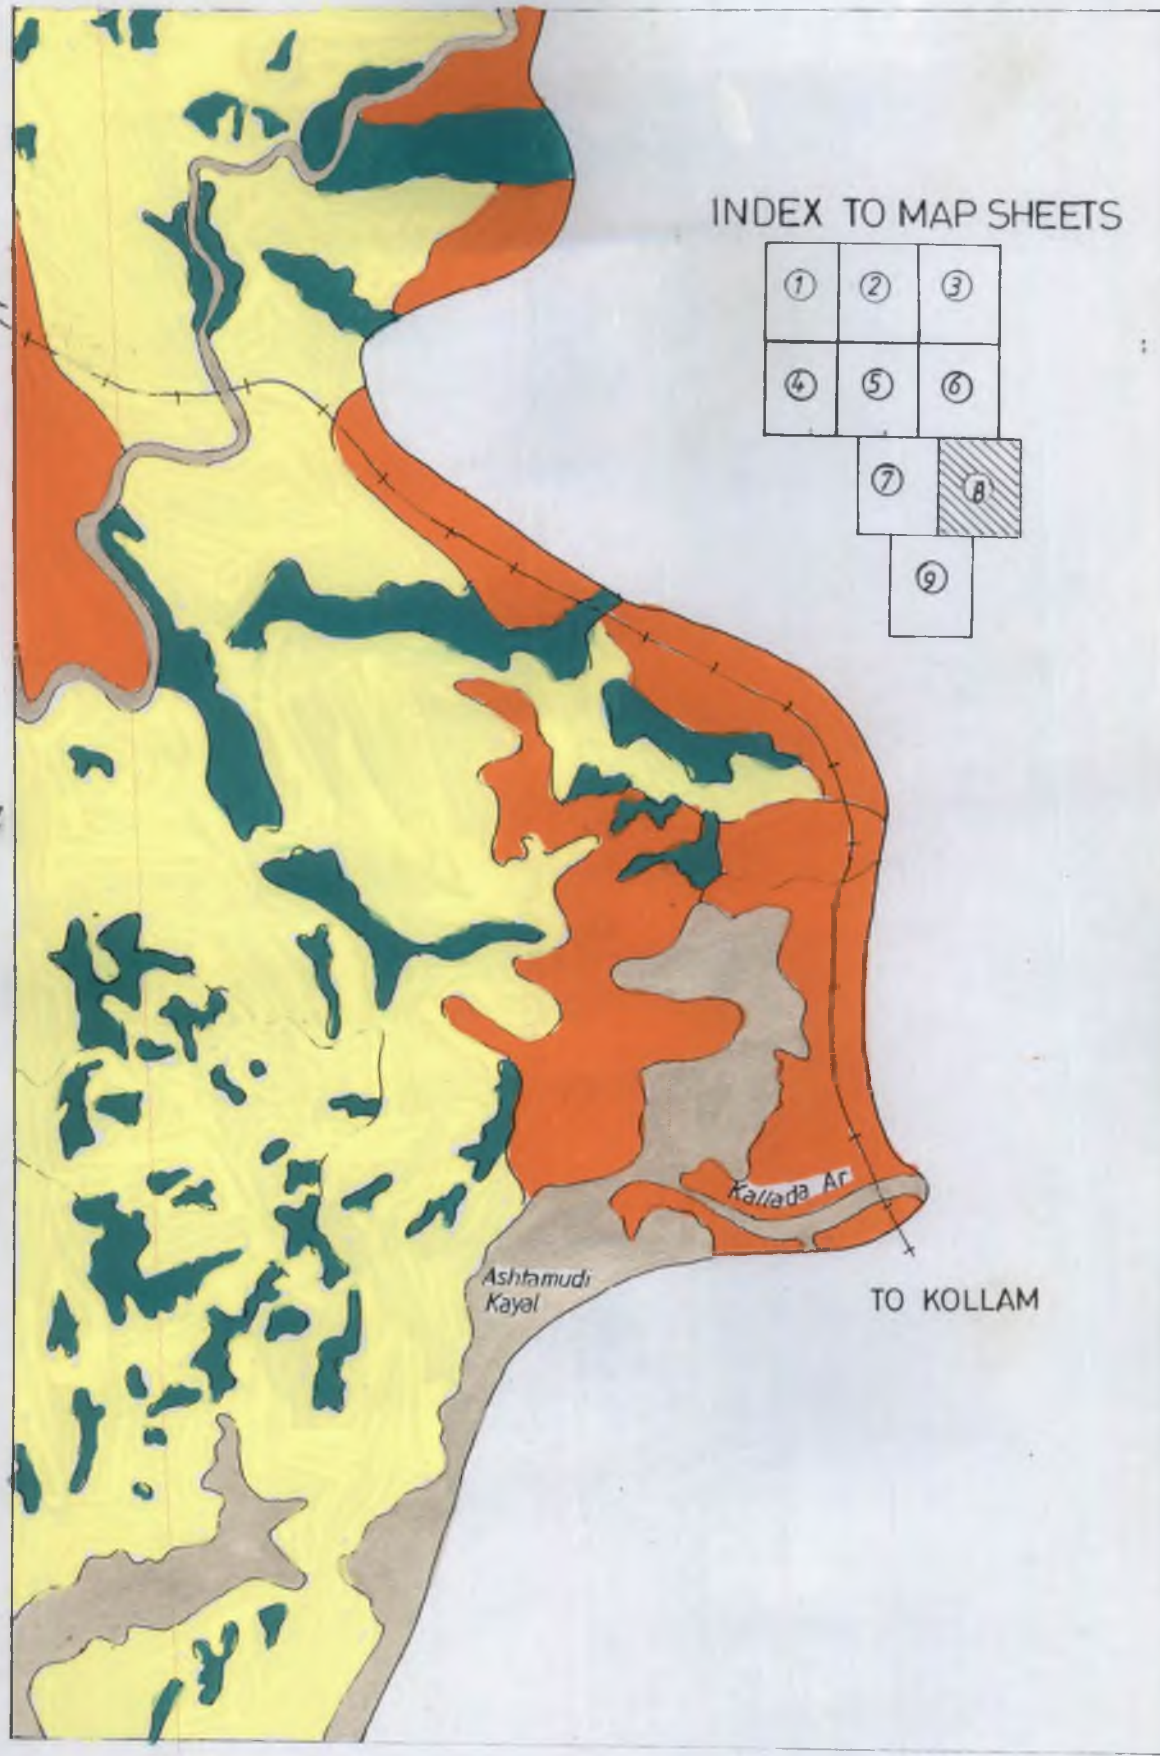 INDEX TO MAP SHEETS
1 2 3
4 5 6
7 8
9
Kallada Ar
Ashtamudi
Kayal
TO KOLLAM